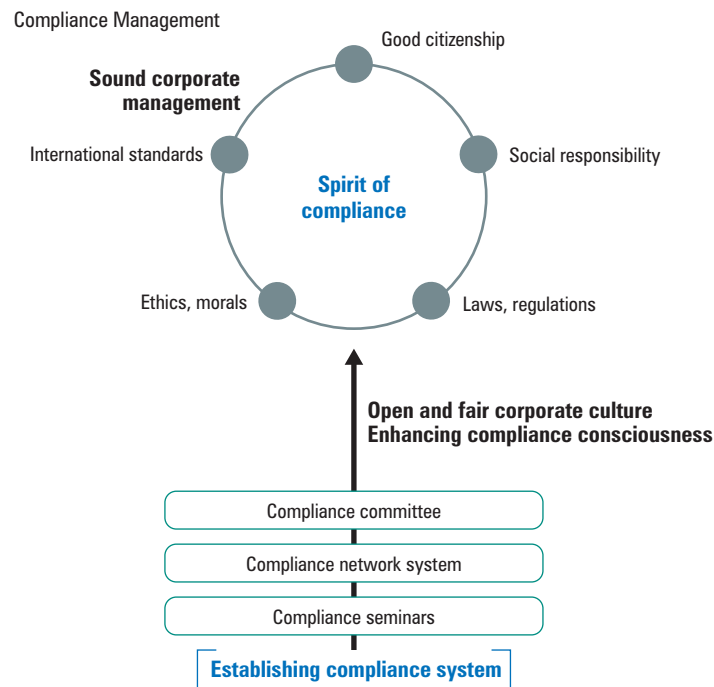 Compliance Management
Good citizenship
Sound corporate
management
International standards
Social responsibility
Spirit of
compliance
Ethics, morals
Laws, regulations
Open and fair corporate culture
Enhancing compliance consciousness
Compliance committee
Compliance network system
Compliance seminars
Establishing compliance system